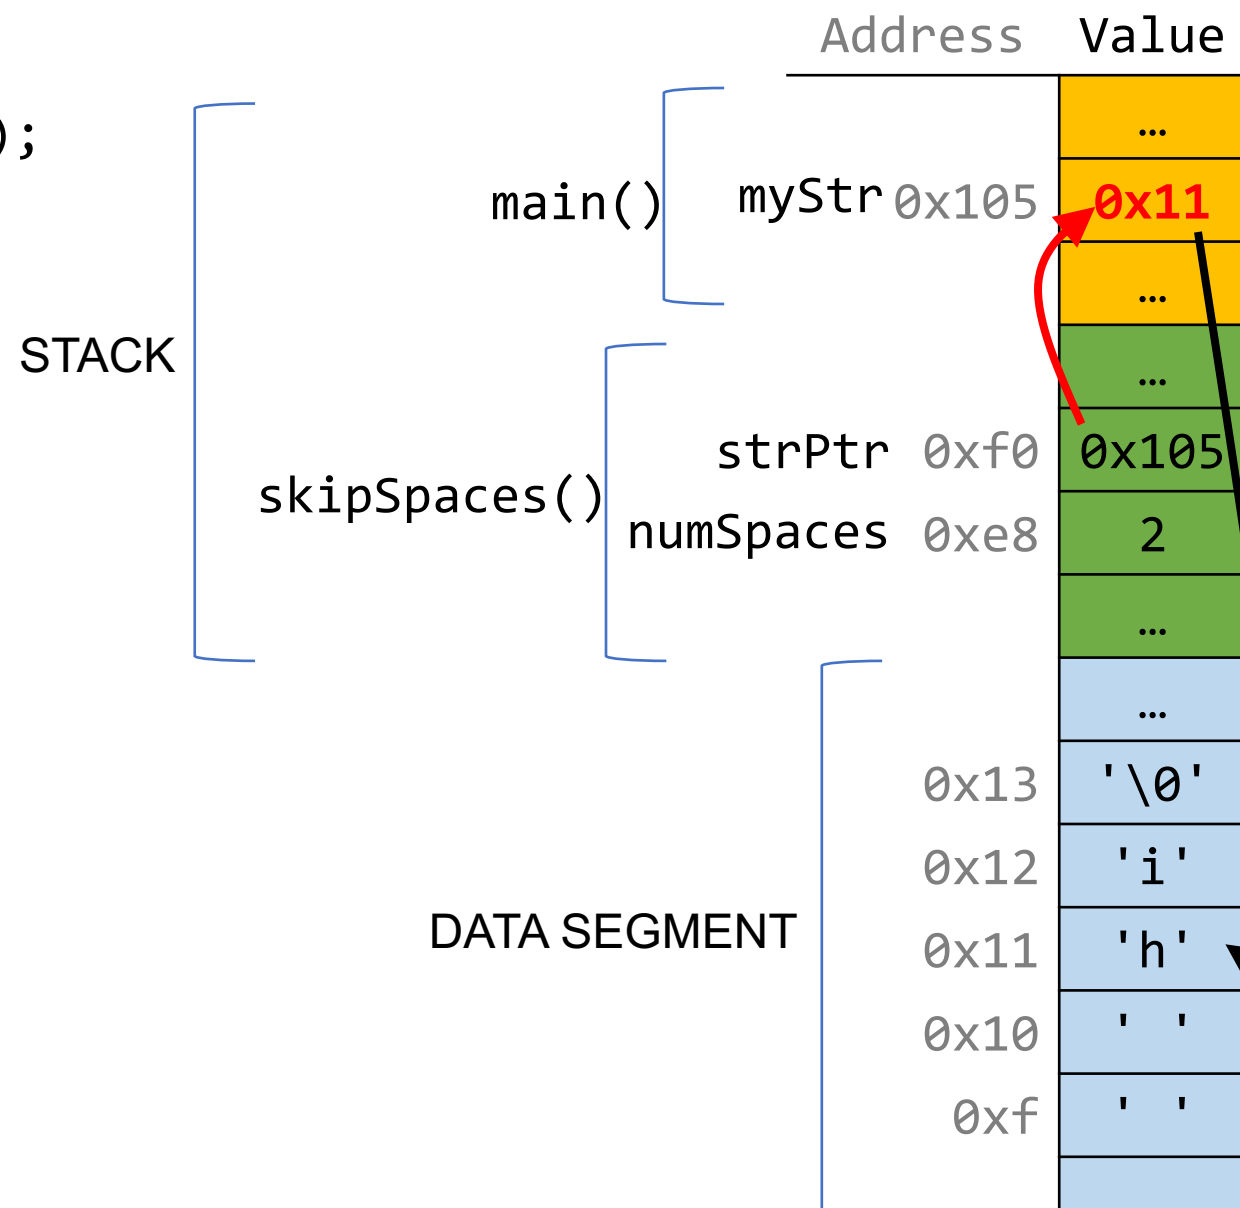 Address Value
);
…
main() myStr 0x105 0x11
…
STACK
…
strPtr 0xf0 0x105
skipSpaces()
numSpaces 0xe8 2
…
…
0x13 '\0'
0x12 'i'
DATA SEGMENT
0x11 'h'
0x10 ' '
0xf ' '